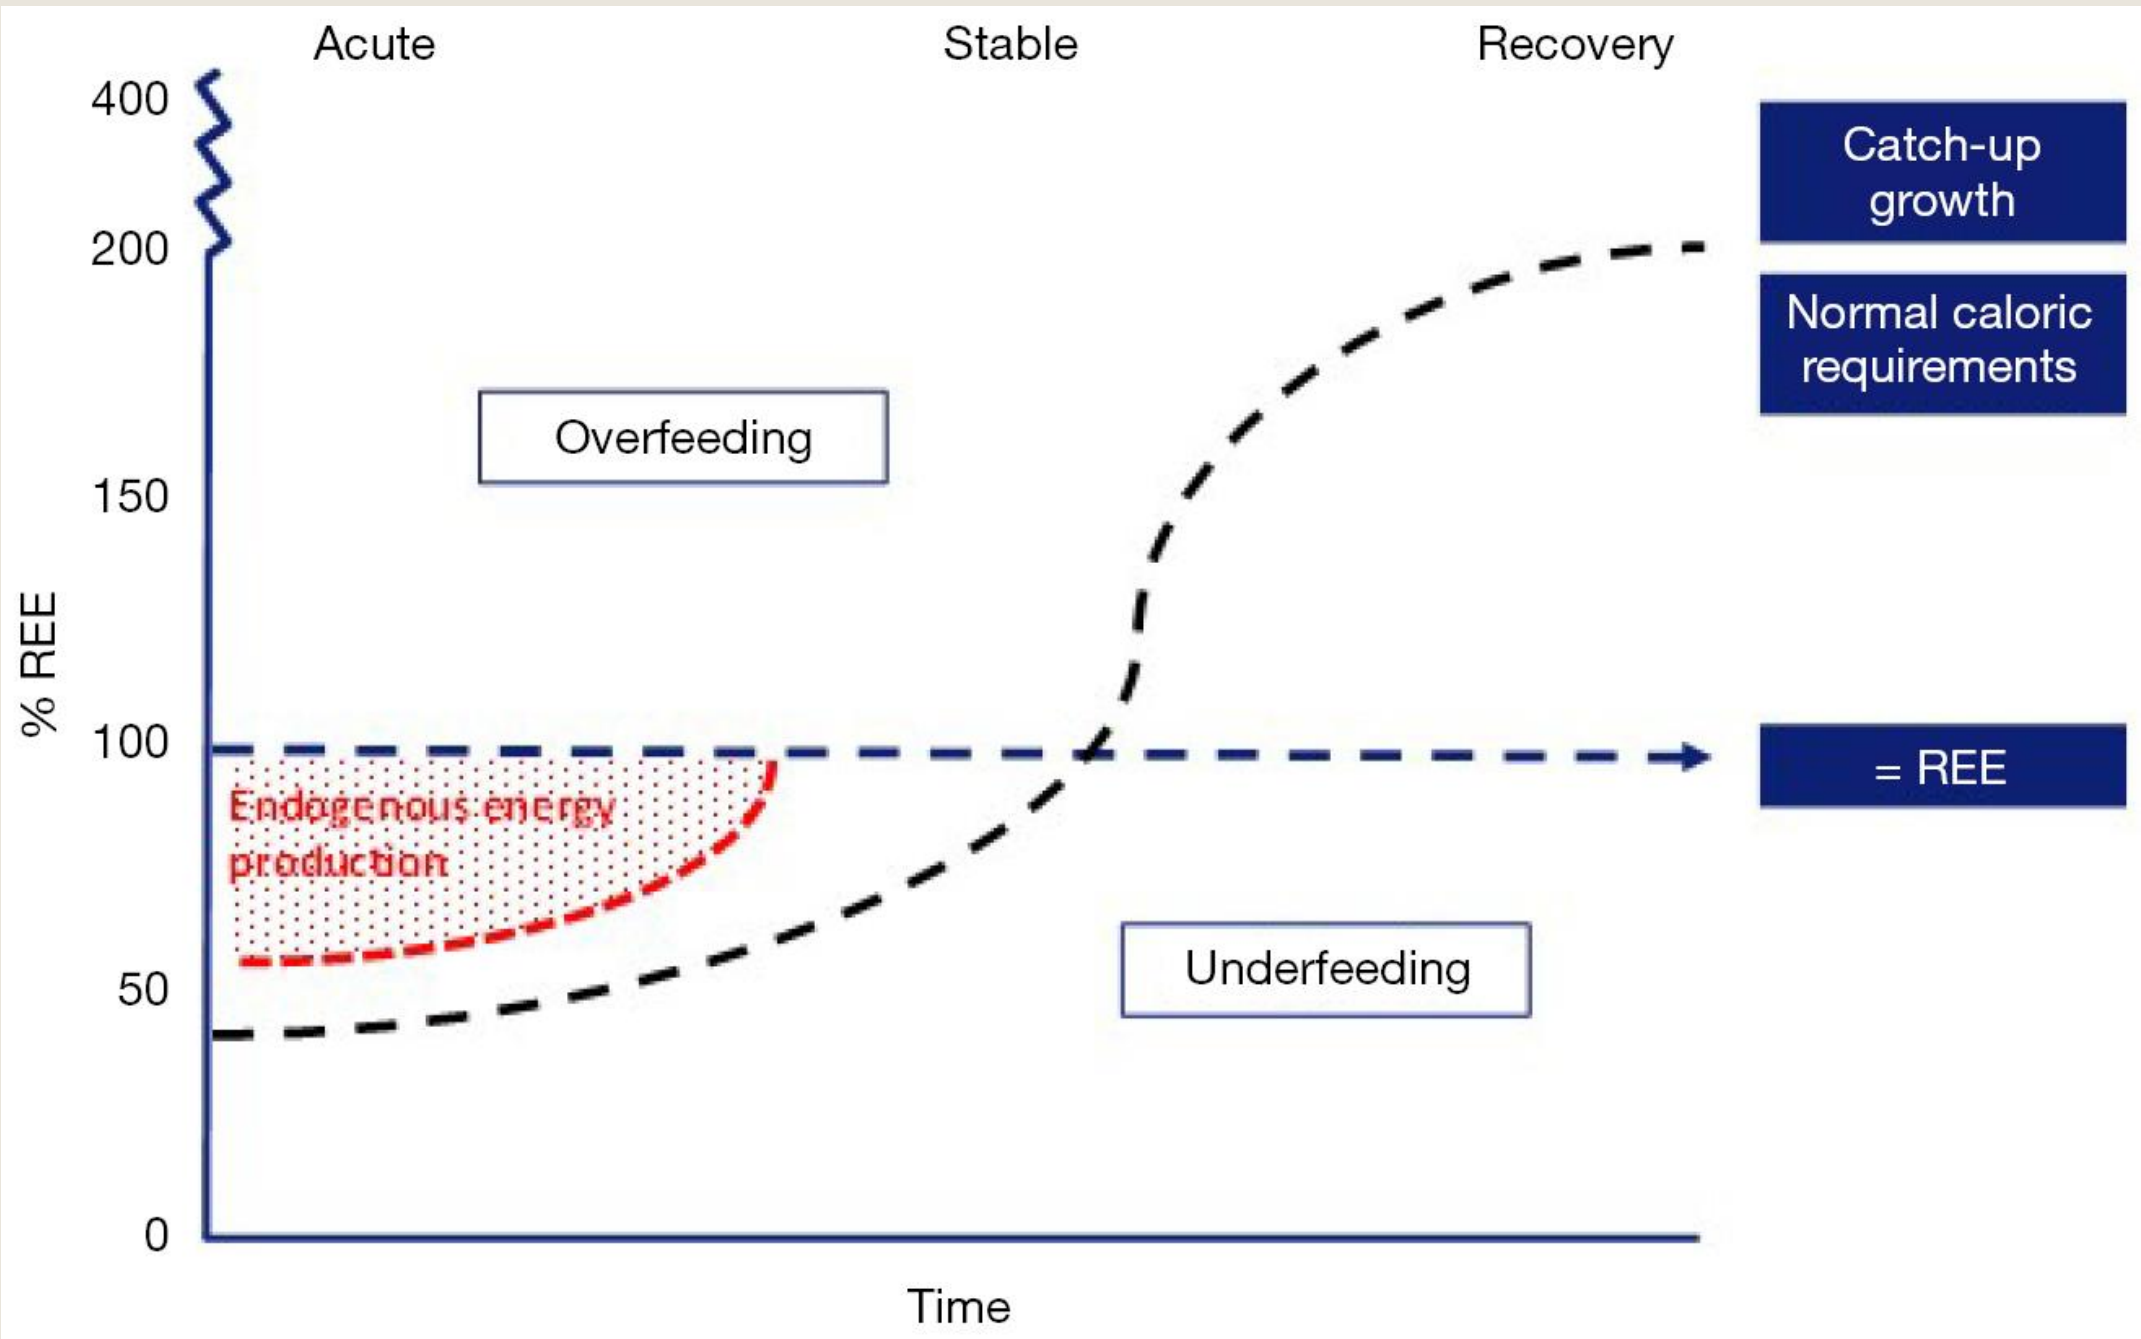 Acute
Stable
Recovery
400
200
150
100
50
0
% REE
Catch-up
growth
Normal caloric
requirements
Overfeeding
= REE
Endogenous energy
production
Underfeeding
Time